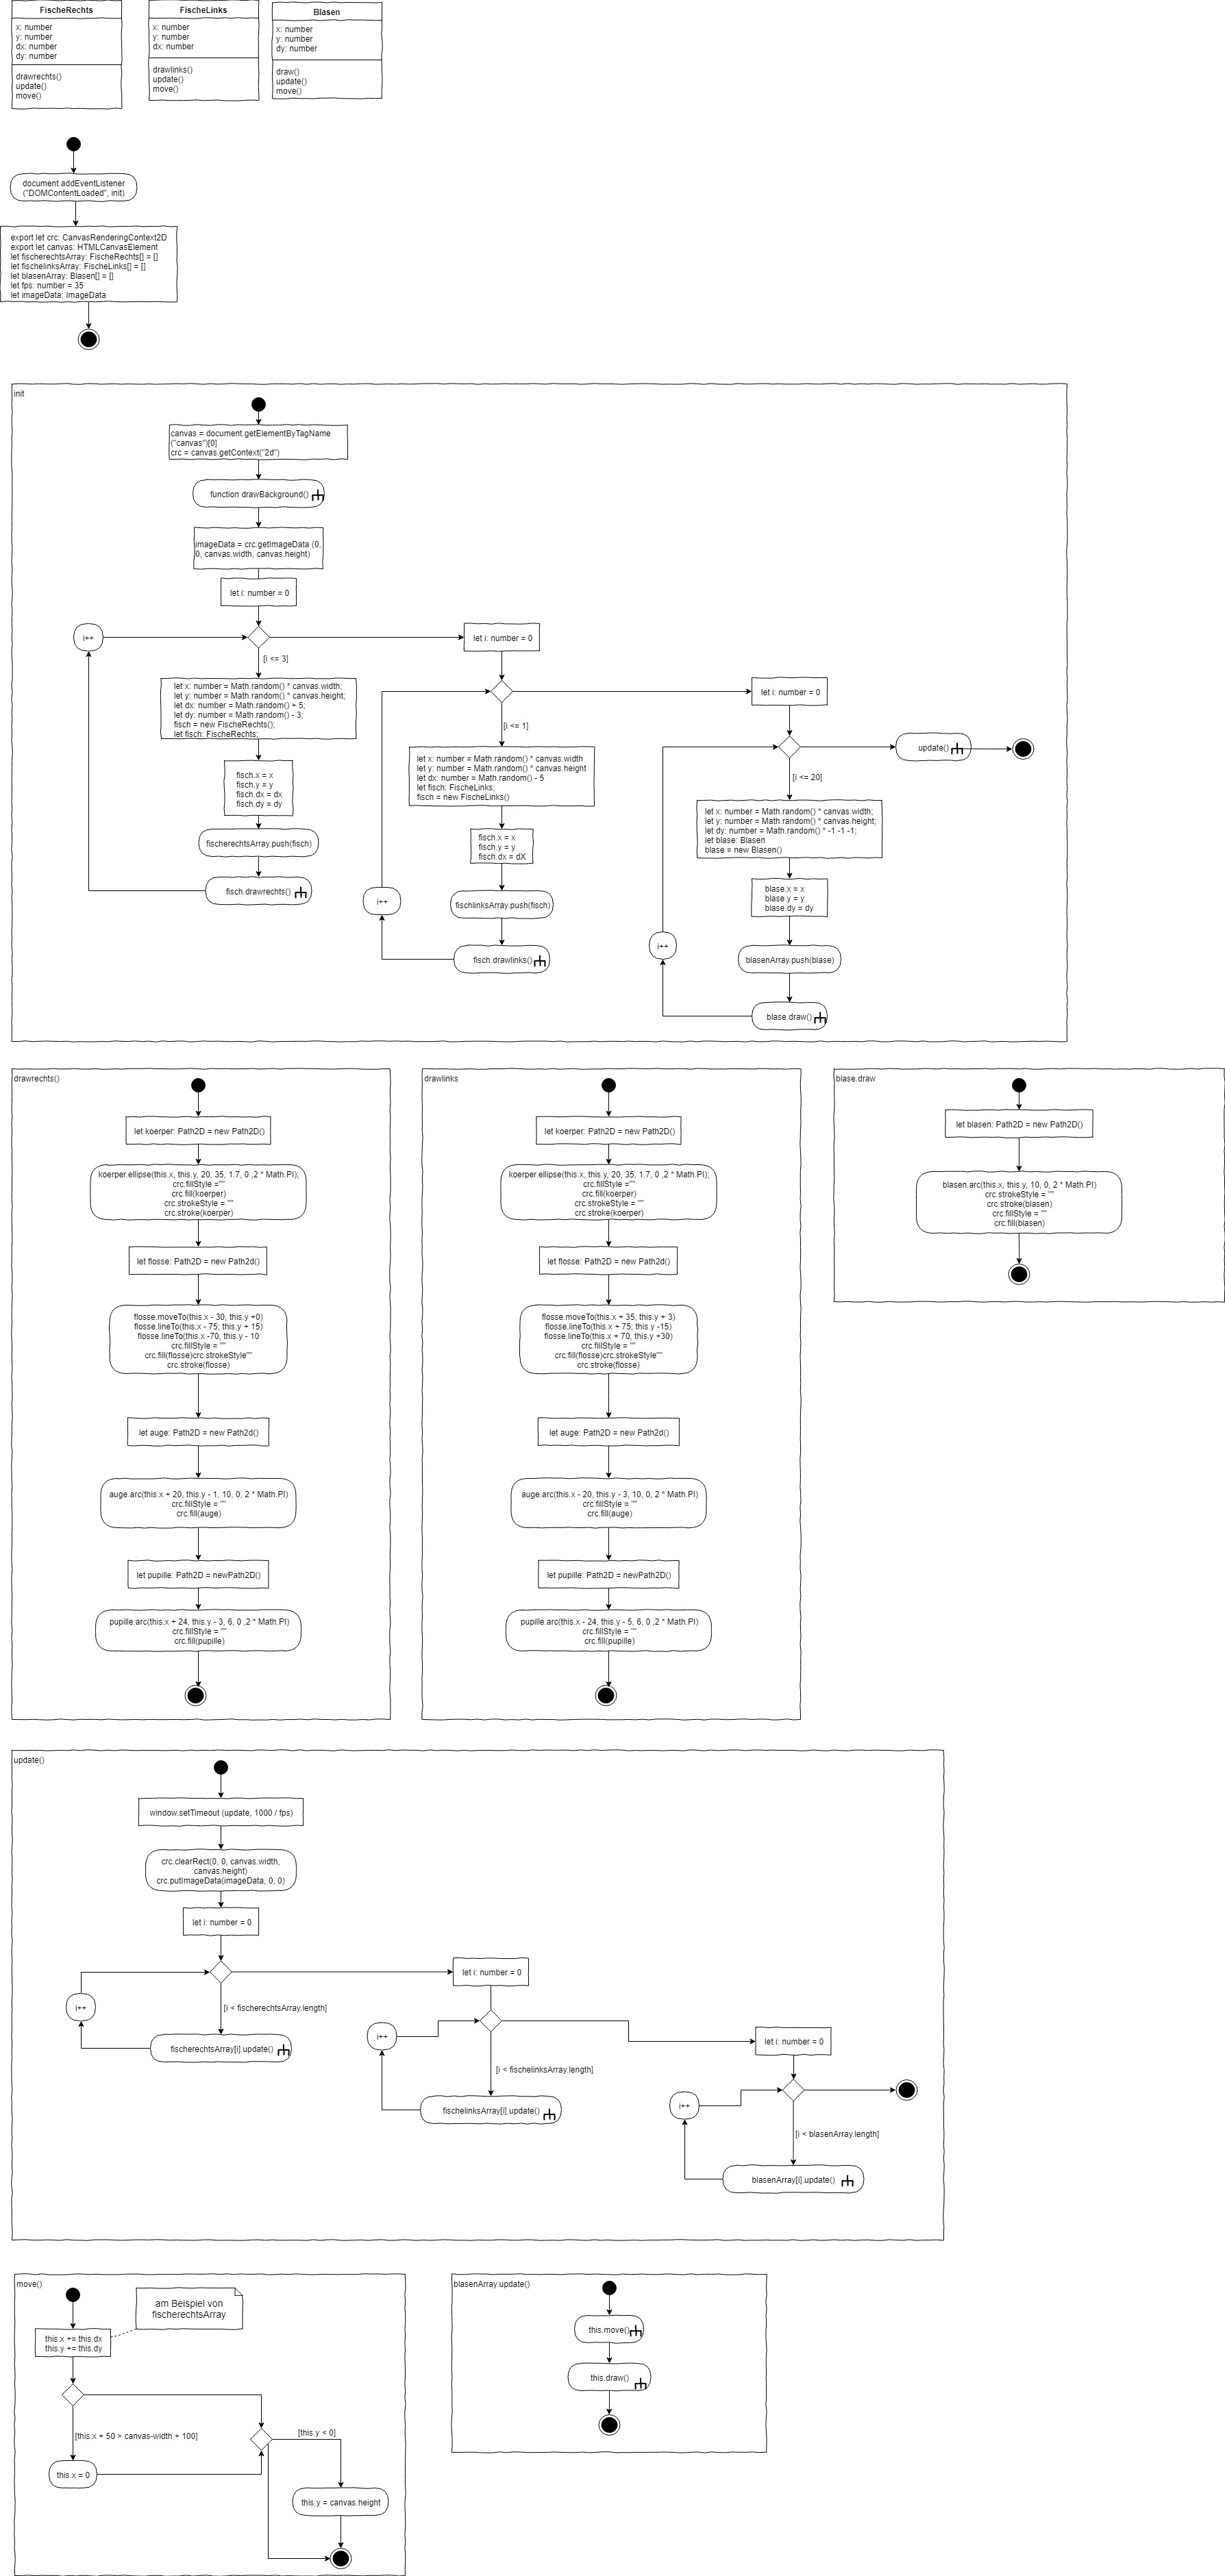 FischeRechts
x: number
y: number
dx: number
dy: number
drawrechts()
update()
move()
FischeLinks
x: number
y: number
dx: number
drawlinks()
update()
move()
Blasen
x: number
y: number
dy: number
draw()
update()
move()
document.addEventListener
("DOMContentLoaded", init)
export let crc: CanvasRenderingContext2D
export let canvas: HTMLCanvasElement
let fischerechtsArray: FischeRechts[] = []
let fischelinksArray: FischeLinks[] = []
let blasenArray: Blasen[] = []
let fps: number = 35
let imageData: ImageData
init
canvas = document.getElementByTagName
("canvas")[0]
crc = canvas.getContext("2d")
function drawBackground()
imageData = crc.getImageData (0,
0, canvas.width, canvas.height)
let i: number = 0
i++
[i <= 3]
let x: number = Math.random() * canvas.width;
let y: number = Math.random() * canvas.height;
let dx: number = Math.random() + 5;
let dy: number = Math.random() - 3;
fisch = new FischeRechts();
let fisch: FischeRechts;
fisch.x = x
fisch.y = y
fisch.dx = dx
fisch.dy = dy
fischerechtsArray.push(fisch)
fisch.drawrechts()
let i: number = 0
[i <= 1]
let x: number = Math.random() * canvas.width
let y: number = Math.random() * canvas.height
let dx: number = Math.random() - 5
let fisch: FischeLinks;
fisch = new FischeLinks()
fisch.x = x
fisch.y = y
fisch.dx = dX
i++
fischlinksArray.push(fisch)
fisch.drawlinks()
let i: number = 0
update()
[i <= 20]
let x: number = Math.random() * canvas.width;
let y: number = Math.random() * canvas.height;
let dy: number = Math.random() * -1 -1 -1;
let blase: Blasen
blase = new Blasen()
blase.x = x
blase.y = y
blase.dy = dy
i++
blasenArray.push(blase)
blase.draw()
drawrechts()
let koerper: Path2D = new Path2D()
koerper.ellipse(this.x, this.y, 20, 35, 1.7, 0 ,2 * Math.PI);
crc.fillStyle =""
crc.fill(koerper)
crc.strokeStyle = ""
crc.stroke(koerper)
let flosse: Path2D = new Path2d()
flosse.moveTo(this.x - 30, this.y +0)
flosse.lineTo(this.x - 75; this.y + 15)
flosse.lineTo(this.x -70, this.y - 10
crc.fillStyle = ""
crc.fill(flosse)crc.strokeStyle""
crc.stroke(flosse)
let auge: Path2D = new Path2d()
auge.arc(this.x + 20, this.y - 1, 10, 0, 2 * Math.PI)
crc.fillStyle = ""
crc.fill(auge)
let pupille: Path2D = newPath2D()
pupille.arc(this.x + 24, this.y - 3, 6, 0 ,2 * Math.PI)
crc.fillStyle = ""
crc.fill(pupille)
drawlinks
let koerper: Path2D = new Path2D()
koerper.ellipse(this.x, this.y, 20, 35, 1.7, 0 ,2 * Math.PI);
crc.fillStyle =""
crc.fill(koerper)
crc.strokeStyle = ""
crc.stroke(koerper)
let flosse: Path2D = new Path2d()
flosse.moveTo(this.x + 35, this.y + 3)
flosse.lineTo(this.x + 75; this.y -15)
flosse.lineTo(this.x + 70, this.y +30)
crc.fillStyle = ""
crc.fill(flosse)crc.strokeStyle""
crc.stroke(flosse)
let auge: Path2D = new Path2d()
auge.arc(this.x - 20, this.y - 3, 10, 0, 2 * Math.PI)
crc.fillStyle = ""
crc.fill(auge)
let pupille: Path2D = newPath2D()
pupille.arc(this.x - 24, this.y - 5, 6, 0 ,2 * Math.PI)
crc.fillStyle = ""
crc.fill(pupille)
blase.draw
let blasen: Path2D = new Path2D()
blasen.arc(this.x, this.y, 10, 0, 2 * Math.PI)
crc.strokeStyle = ""
crc.stroke(blasen)
crc.fillStyle = ""
crc.fill(blasen)
update()
window.setTimeout (update, 1000 / fps)
crc.clearRect(0, 0, canvas.width,
canvas.height)
crc.putImageData(imageData, 0, 0)
let i: number = 0
i++
[i < fischerechtsArray.length]
fischerechtsArray[i].update()
let i: number = 0
i++
[i < fischelinksArray.length]
fischelinksArray[i].update()
let i: number = 0
i++
[i < blasenArray.length]
blasenArray[i].update()
move()
am Beispiel von
fischerechtsArray
this.x += this.dx
this.y += this.dy
[this.x + 50 > canvas-width + 100]
[this.y < 0]
this.x = 0
this.y = canvas.height
blasenArray.update()
this.move()
this.draw()